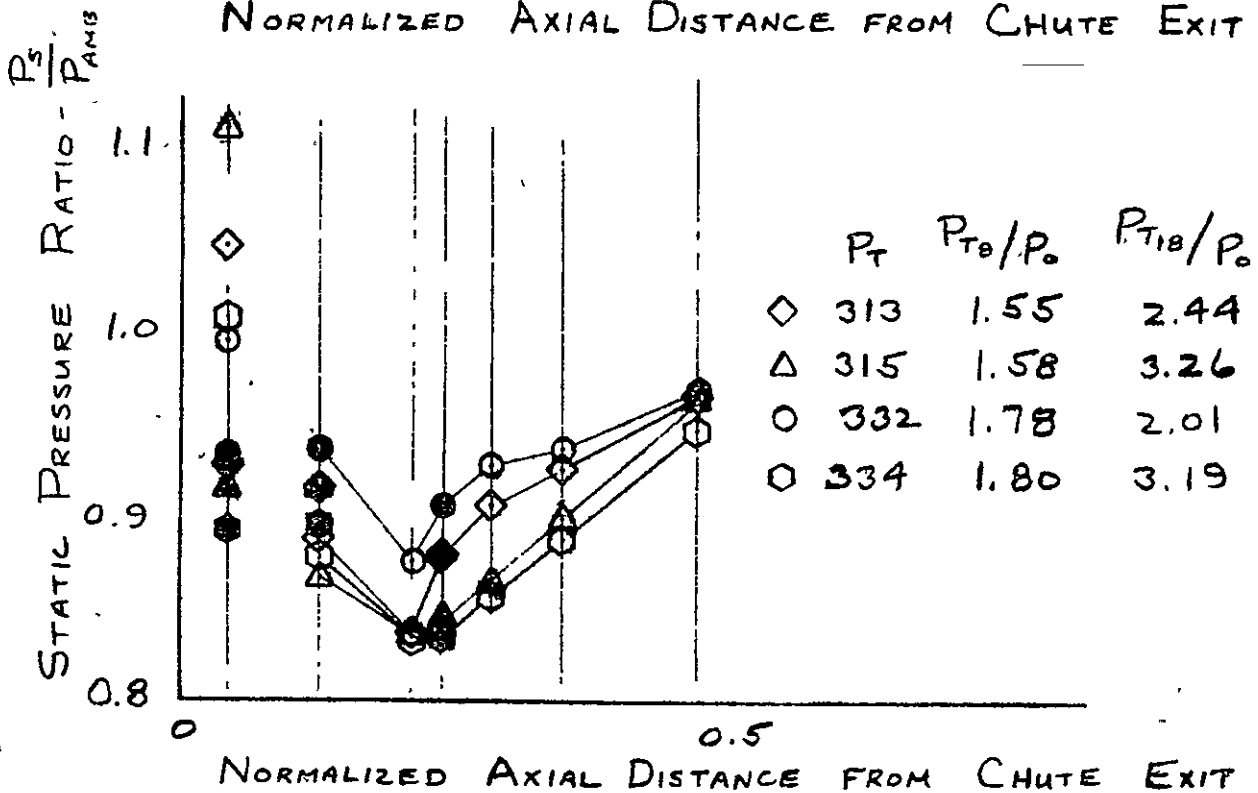 NORMALIZED AXIAL DISTANCE FROM CHUTE EXIT
STATIC PRESSURE RATIO - PS/PAMB
1.1
1.0
0.9
0.8
0
0.5
NORMALIZED AXIAL DISTANCE FROM CHUTE EXIT
PT PT8/Po PT18/Po
◇ 313 1.55 2.44
△ 315 1.58 3.26
○ 332 1.78 2.01
⬡ 334 1.80 3.19